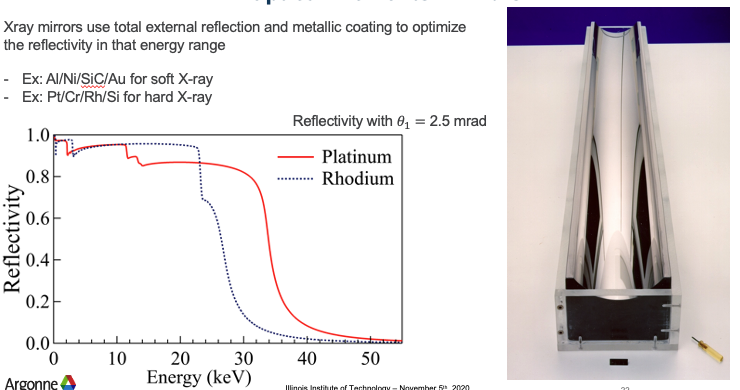 Xray mirrors use total external reflection and metallic coating to optimize
the reflectivity in that energy range
- Ex: Al/Ni/SiC/Au for soft X-ray
- Ex: Pt/Cr/Rh/Si for hard X-ray
Reflectivity with θ₁ = 2.5 mrad
Reflectivity
1.0
0.8
0.6
0.4
0.2
0.0
Platinum
Rhodium
0 10 20 30 40 50
Energy (keV)
Argonne
Illinois Institute of Technology – November 5th, 2020